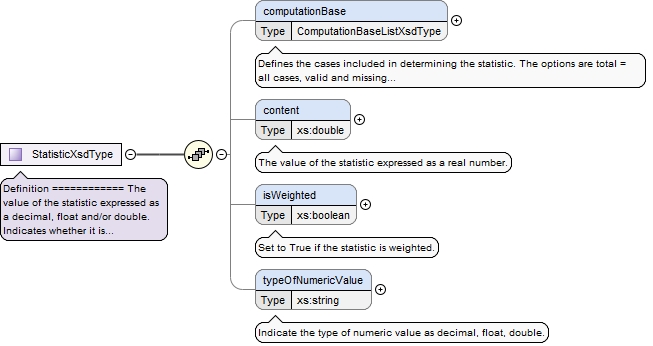 computationBase
Type ComputationBaseListXsdType
Defines the cases included in determining the statistic. The options are total =
all cases, valid and missing...
content
Type xs:double
The value of the statistic expressed as a real number.
StatisticXsdType
Definition ============ The
value of the statistic expressed as
a decimal, float and/or double.
Indicates whether it is...
isWeighted
Type xs:boolean
Set to True if the statistic is weighted.
typeOfNumericValue
Type xs:string
Indicate the type of numeric value as decimal, float, double.